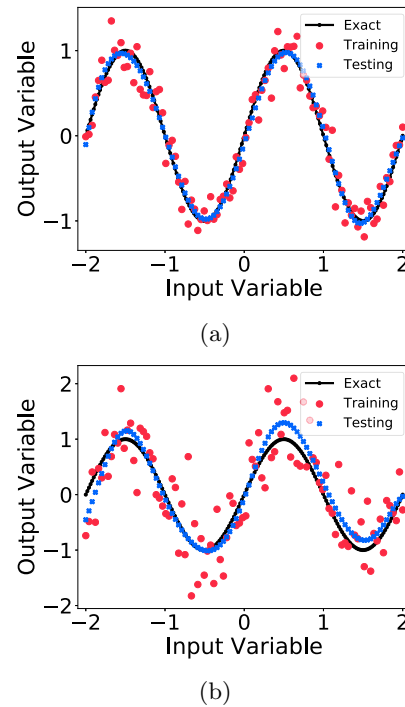 Exact
Training
Testing
1
0
−1
Output Variable
−2 −1 0 1 2
Input Variable
(a)
Exact
Training
Testing
2
1
0
−1
−2
Output Variable
−2 −1 0 1 2
Input Variable
(b)